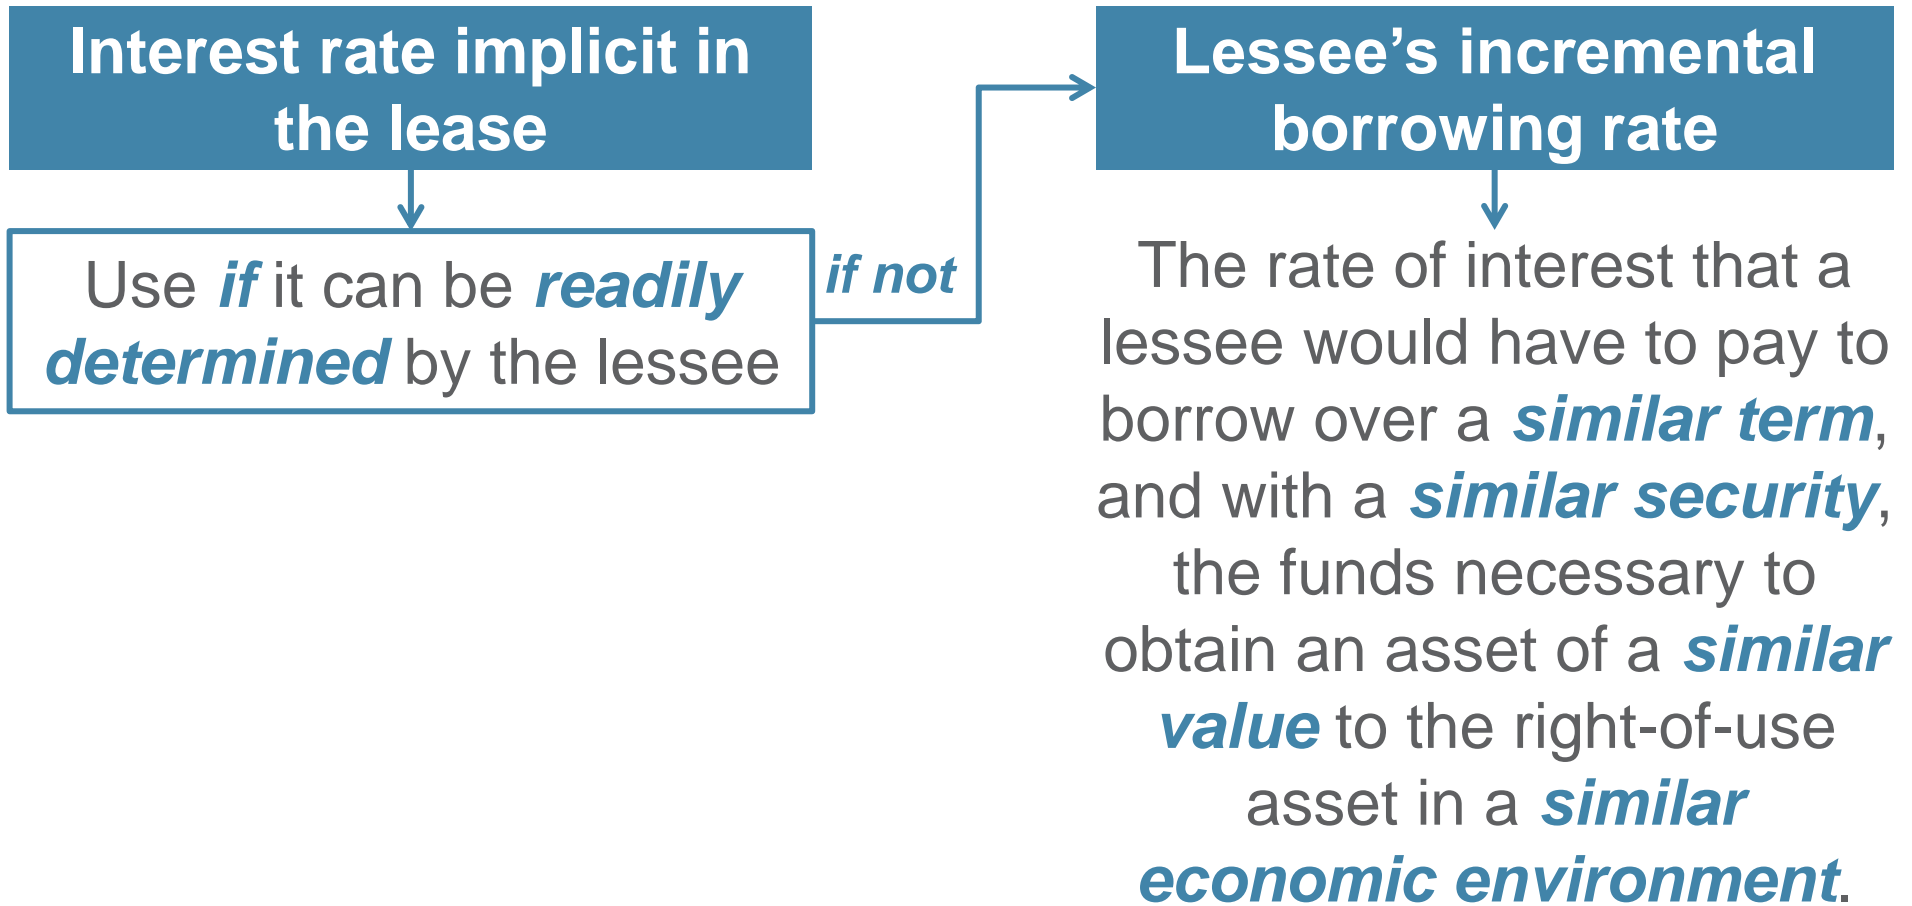 Interest rate implicit in
the lease
Use if it can be readily
determined by the lessee
if not
Lessee’s incremental
borrowing rate
The rate of interest that a
lessee would have to pay to
borrow over a similar term,
and with a similar security,
the funds necessary to
obtain an asset of a similar
value to the right-of-use
asset in a similar
economic environment.